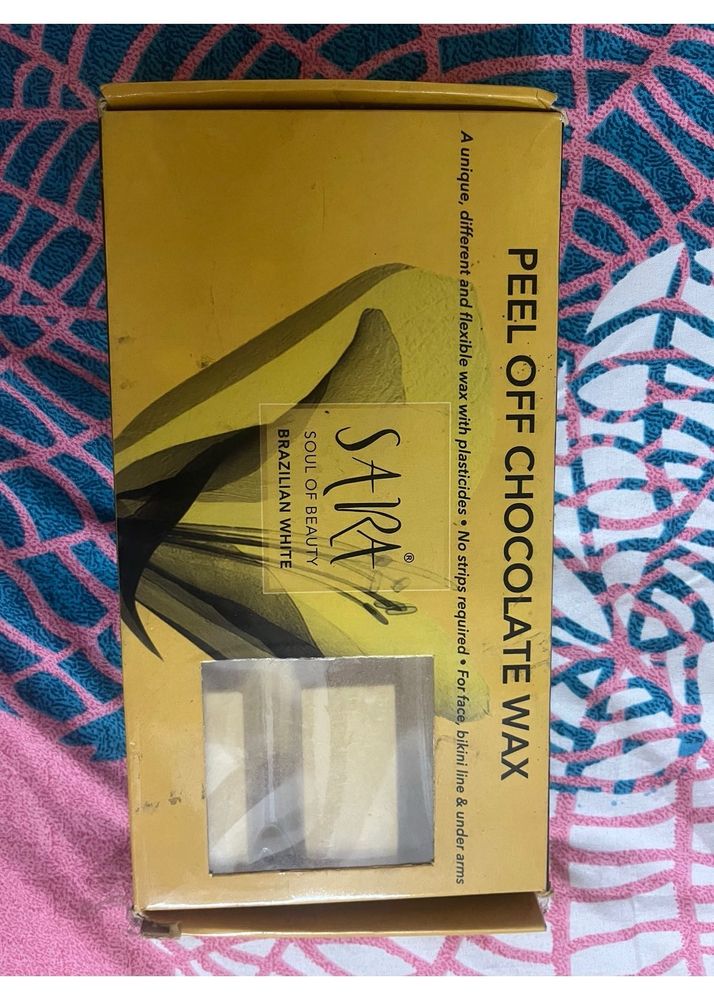 PEEL OFF CHOCOLATE WAX
A unique, different and flexible wax with plasticides • No strips required • For face, bikini line & under arms
SARA®
SOUL OF BEAUTY
BRAZILIAN WHITE